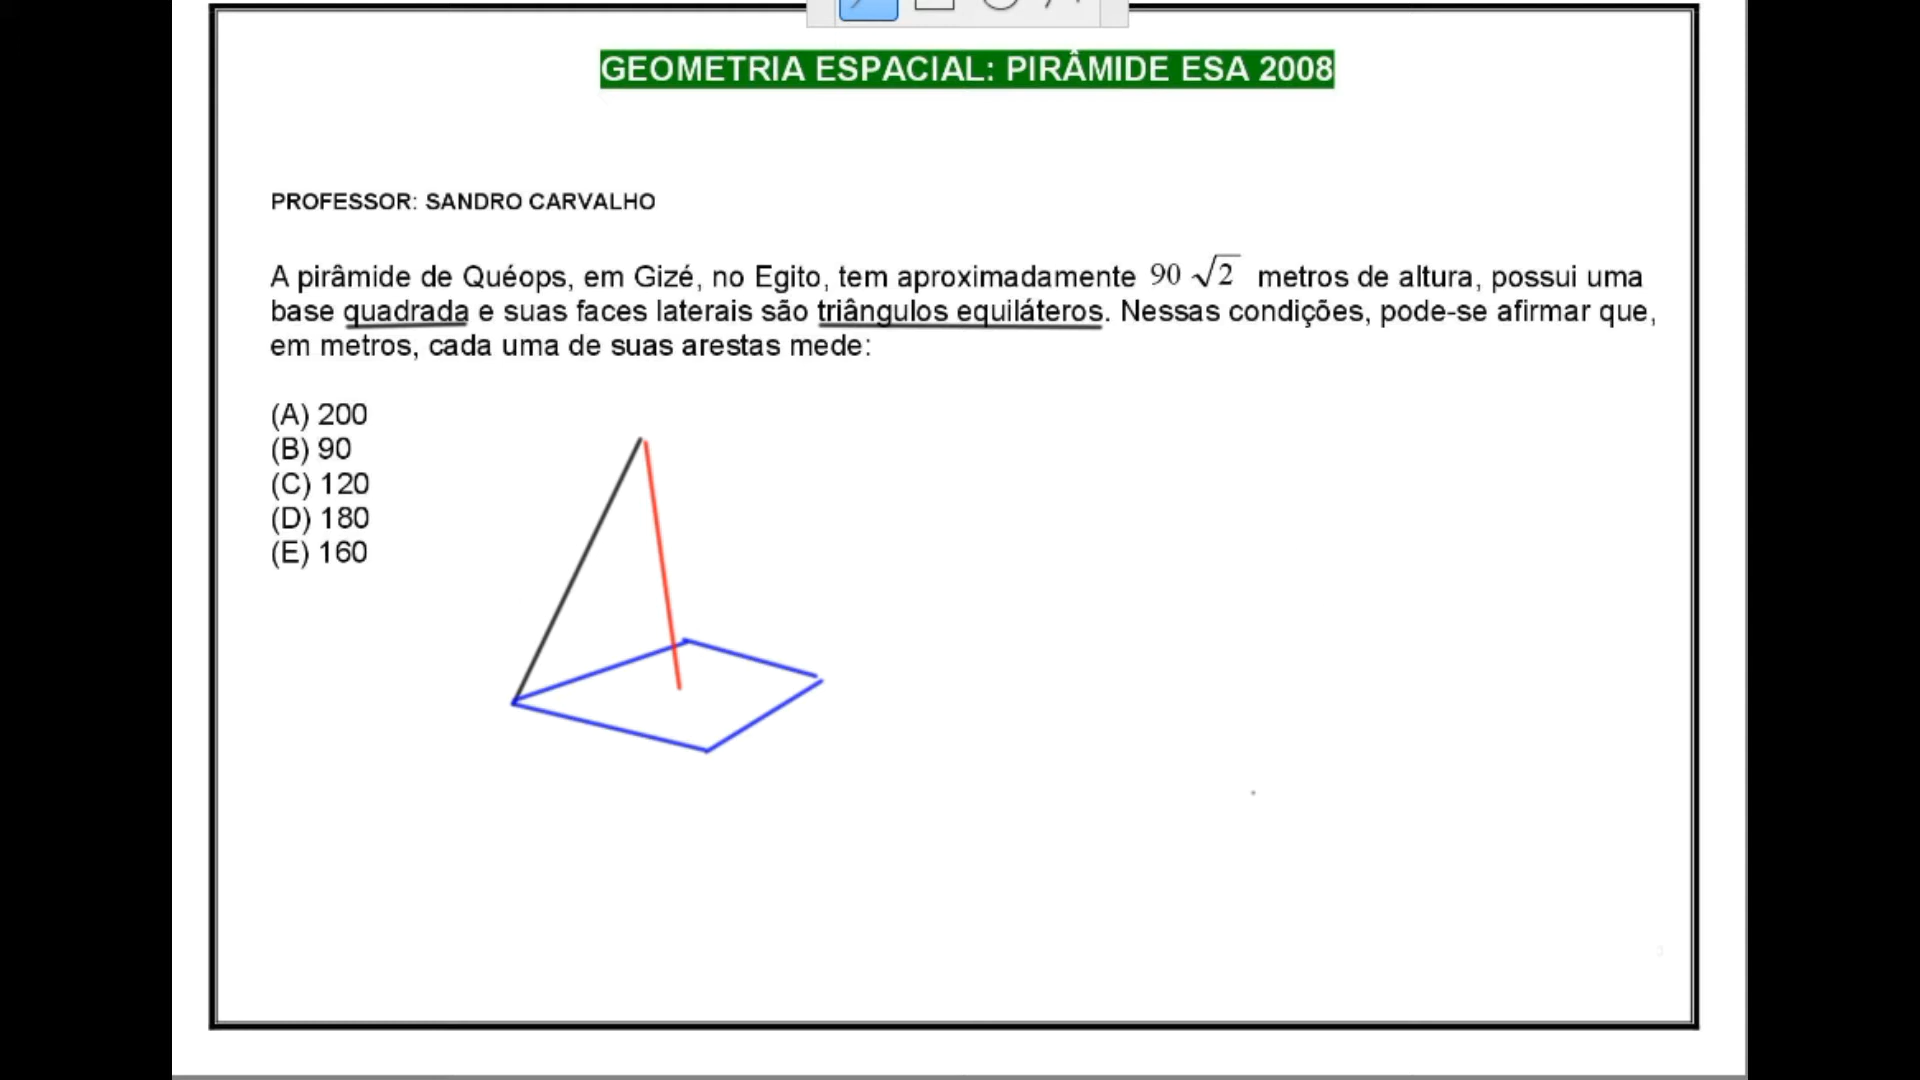 GEOMETRIA ESPACIAL: PIRÂMIDE ESA 2008
PROFESSOR: SANDRO CARVALHO
A pirâmide de Quéops, em Gizé, no Egito, tem aproximadamente 90 √2 metros de altura, possui uma
base quadrada e suas faces laterais são triângulos equiláteros. Nessas condições, pode-se afirmar que,
em metros, cada uma de suas arestas mede:
(A) 200
(B) 90
(C) 120
(D) 180
(E) 160